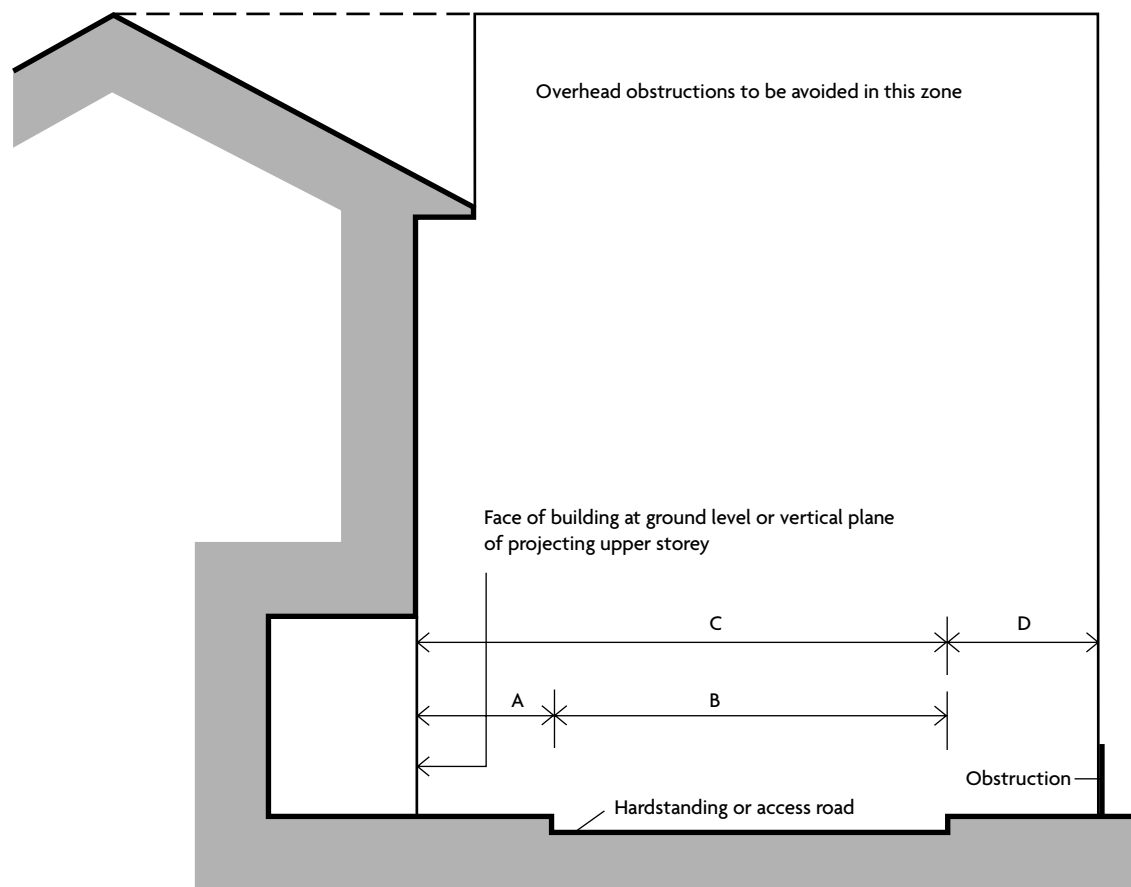 Overhead obstructions to be avoided in this zone
Face of building at ground level or vertical plane
of projecting upper storey
C
D
A
B
Obstruction
Hardstanding or access road